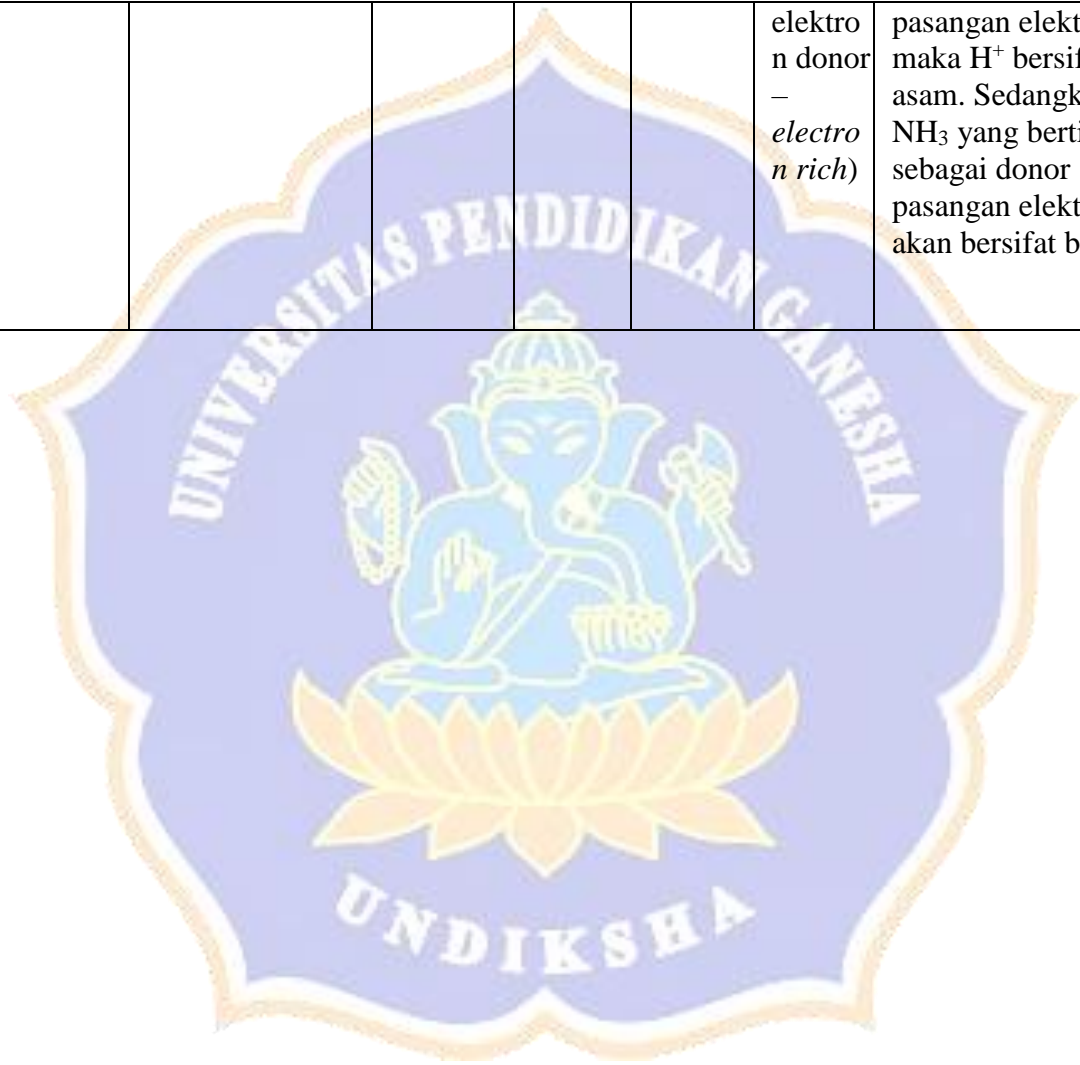 elektro
n donor
–
electro
n rich)
pasangan elekt
maka H⁺ bersif
asam. Sedangk
NH₃ yang berti
sebagai donor
pasangan elekt
akan bersifat b
UNIVERSITAS PENDIDIKAN GANESHA
UNDIKSHA